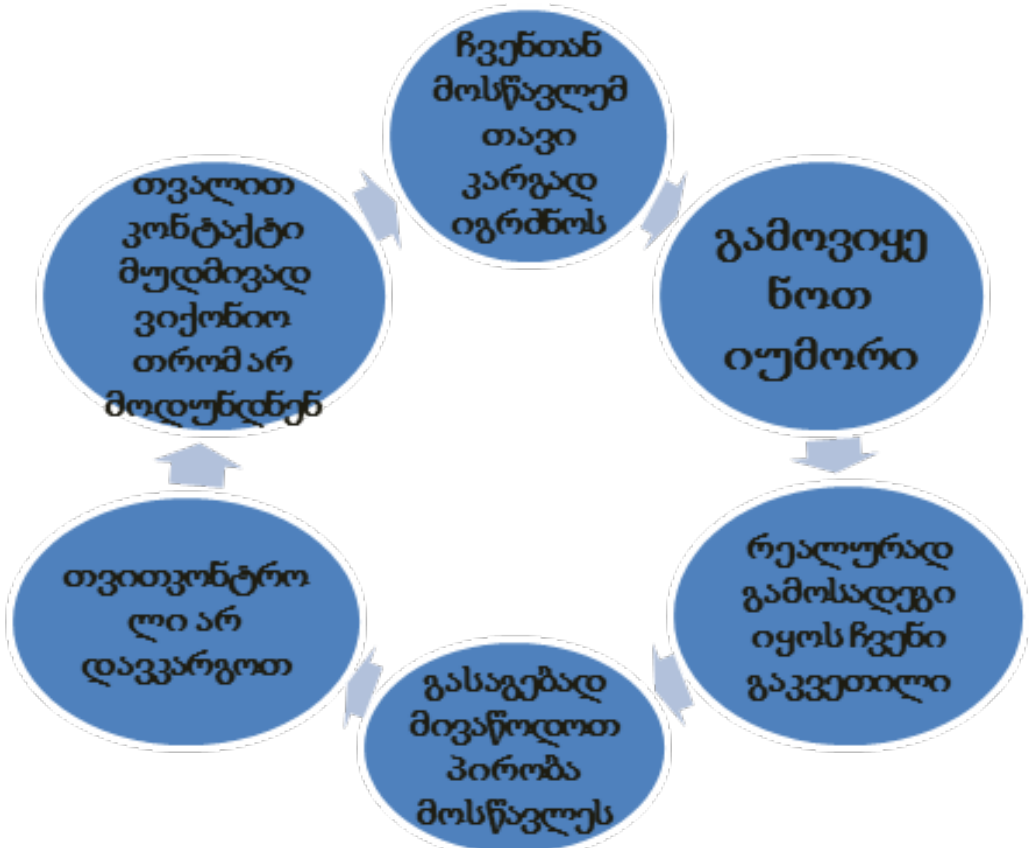 ჩვენთან
მოსწავლემ
თავი
კარგად
იგრძნოს
გამოვიყე
ნოთ
იუმორი
რეალურად
გამოსადეგი
იყოს ჩვენი
გაკვეთილი
გასაგებად
მივაწოდოთ
პირობა
მოსწავლეს
თვითკონტრო
ლი არ
დავკარგოთ
თვალით
კონტაქტი
მუდმივად
ვიქონიო
თრომ არ
მოდუნდნენ